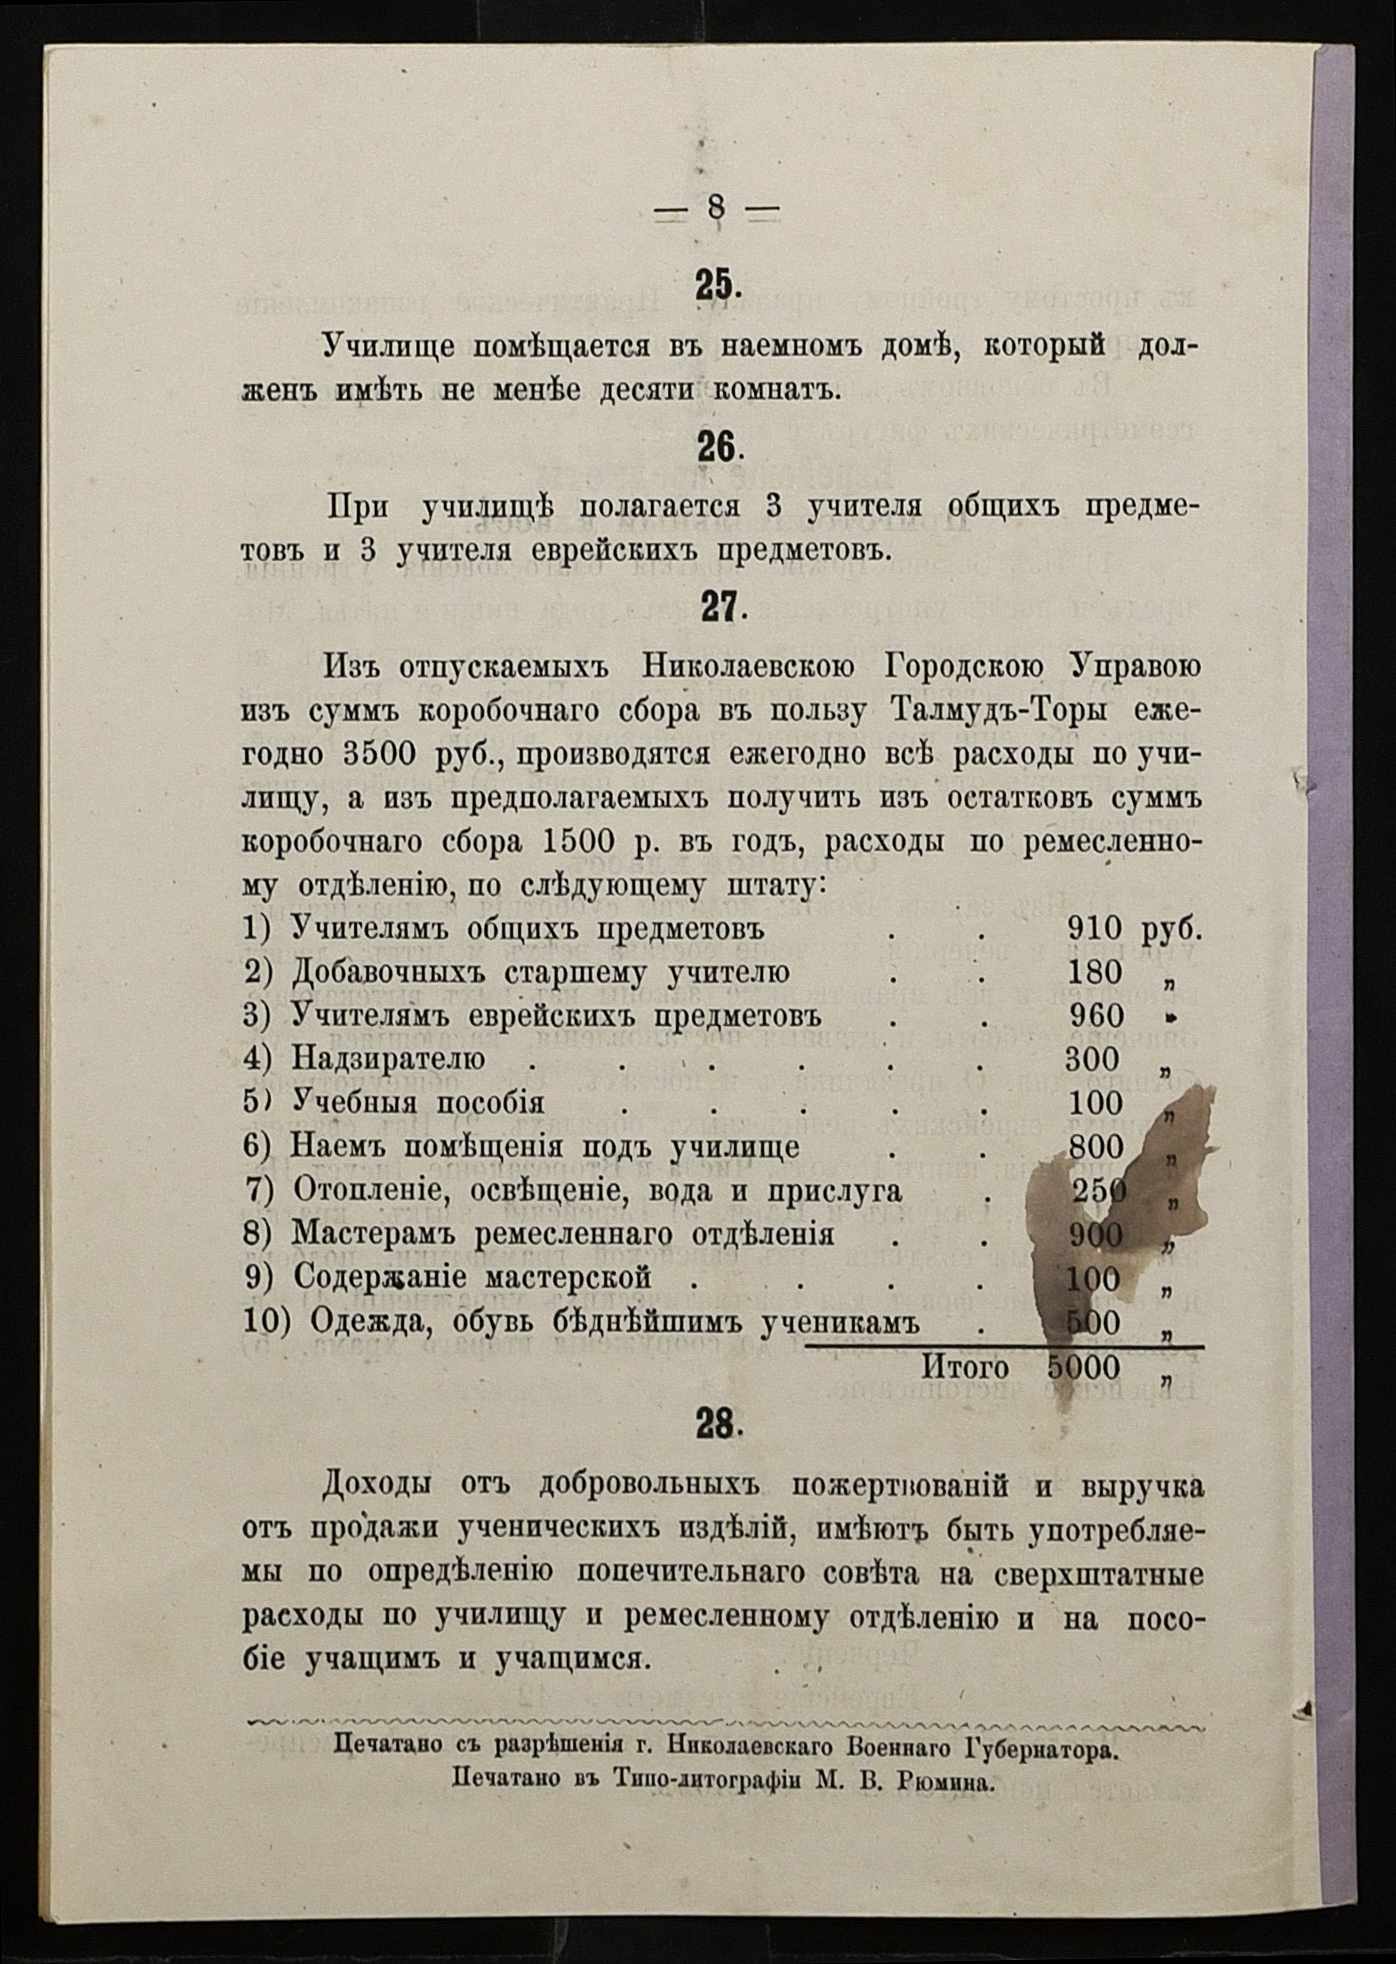 — 8 —
25.
Училище помѣщается въ наемномъ домѣ, который дол-
женъ имѣть не менѣе десяти комнатъ.
26.
При училищѣ полагается 3 учителя общихъ предме-
товъ и 3 учителя еврейскихъ предметовъ.
27.
Изъ отпускаемыхъ Николаевскою Городскою Управою
изъ суммъ коробочнаго сбора въ пользу Талмудъ-Торы еже-
годно 3500 руб., производятся ежегодно всѣ расходы по учи-
лищу, а изъ предполагаемыхъ получить изъ остатковъ суммъ
коробочнаго сбора 1500 р. въ годъ, расходы по ремесленно-
му отдѣленію, по слѣдующему штату:
1) Учителямъ общихъ предметовъ . . 910 руб.
2) Добавочныхъ старшему учителю . . 180 „
3) Учителямъ еврейскихъ предметовъ . . 960 „
4) Надзирателю . . . . . . 300 „
5) Учебныя пособія . . . . . 100 „
6) Наемъ помѣщенія подъ училище . . 800 „
7) Отопленіе, освѣщеніе, вода и прислуга . 250 „
8) Мастерамъ ремесленнаго отдѣленія . . 900 „
9) Содержаніе мастерской . . . . 100 „
10) Одежда, обувь бѣднѣйшимъ ученикамъ . 500 „
Итого 5000 „
28.
Доходы отъ добровольныхъ пожертвованій и выручка
отъ продажи ученическихъ издѣлій, имѣютъ быть употребляе-
мы по опредѣленію попечительнаго совѣта на сверхштатные
расходы по училищу и ремесленному отдѣленію и на посо-
біе учащимъ и учащимся.
Печатано съ разрѣшенія г. Николаевскаго Военнаго Губернатора.
Печатано въ Типо-литографіи М. В. Рюмина.